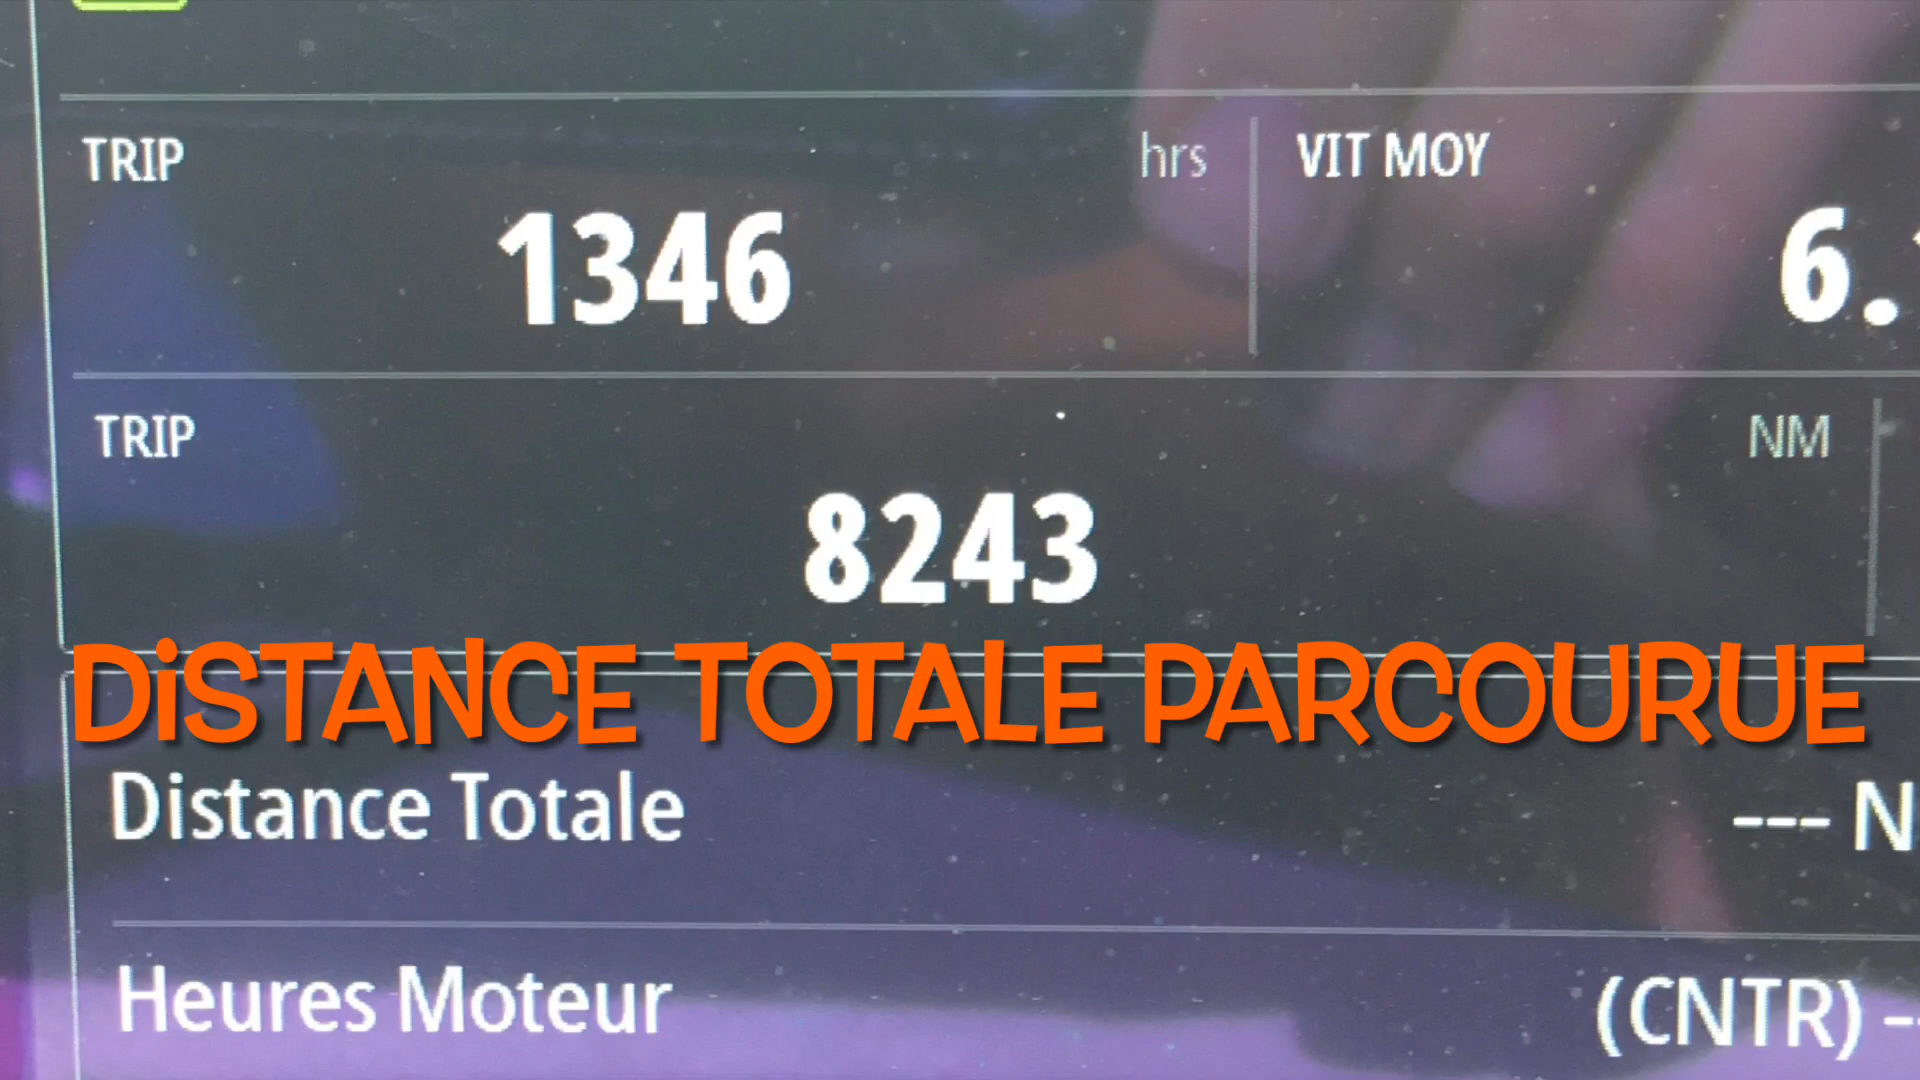 TRIP hrs VIT MOY
1346 6.
TRIP NM
8243
DiSTANCE TOTALE PARCOURUE
Distance Totale --- N
Heures Moteur (CNTR) --